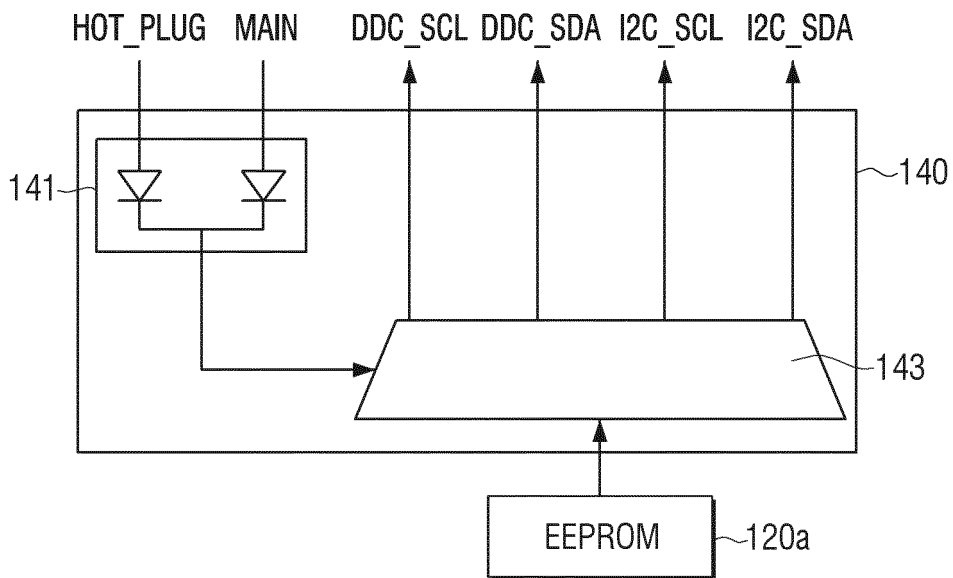 HOT_PLUG MAIN DDC_SCL DDC_SDA I2C_SCL I2C_SDA
141
140
143
EEPROM
120a